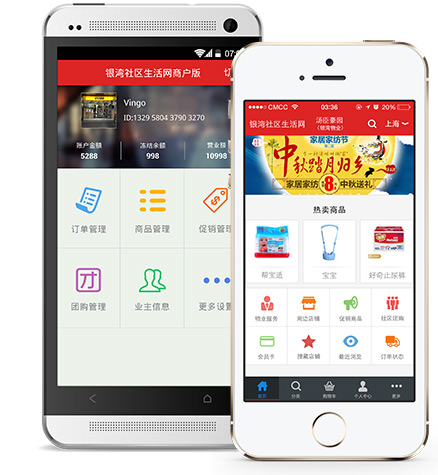 07:
银湾社区生活网商户版
切
Vingo
ID:1329 5804 3790 3270
账户金额 冻结余额 营业额
5288 998 10998
订单管理 商品管理 促销管理
才
团购管理 业主信息 更多设置
CMCC 03:36 20%
银湾社区生活网 汤臣豪园 上海
(银湾物业)
家居家纺节
中秋踏月归乡
家居家纺8 中秋送礼
热卖商品
帮宝适 宝宝 好奇止尿裤
物业服务 周边店铺 促销商品 社区团购
会员卡 搜藏店铺 最近浏览 订单状态
首页 分类 购物车 个人中心 更多